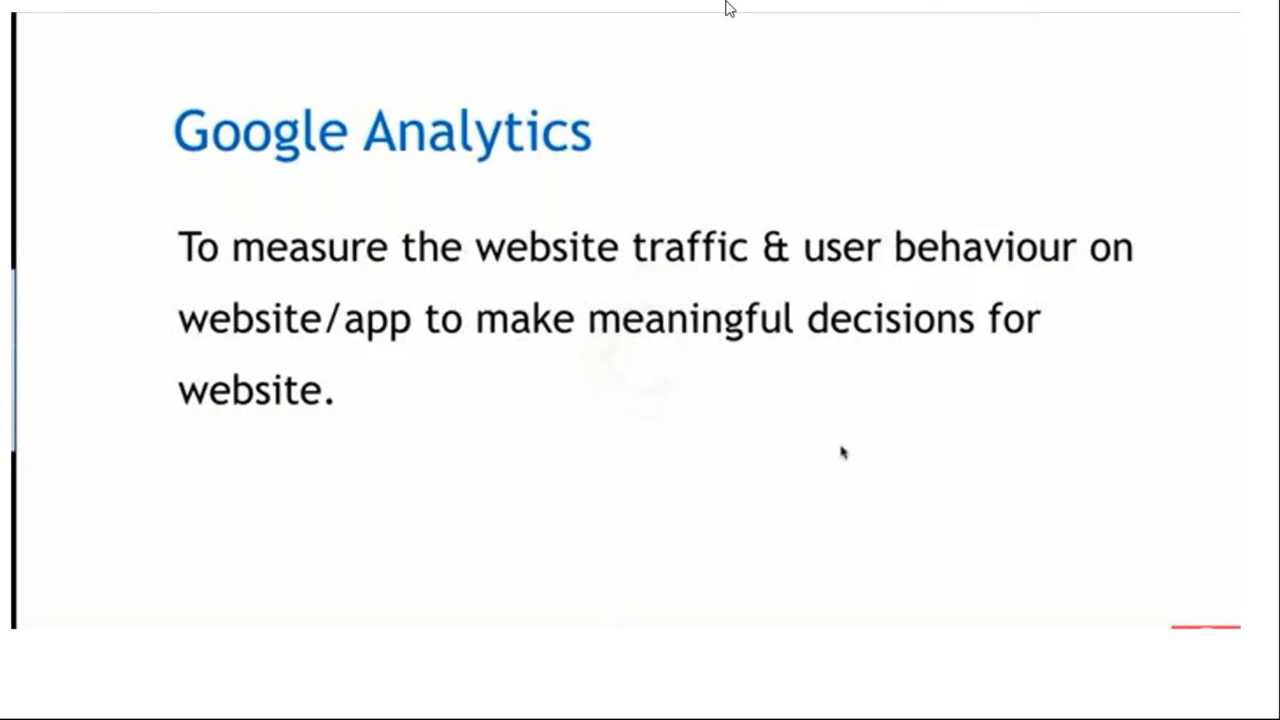 Google Analytics
To measure the website traffic & user behaviour on
website/app to make meaningful decisions for
website.